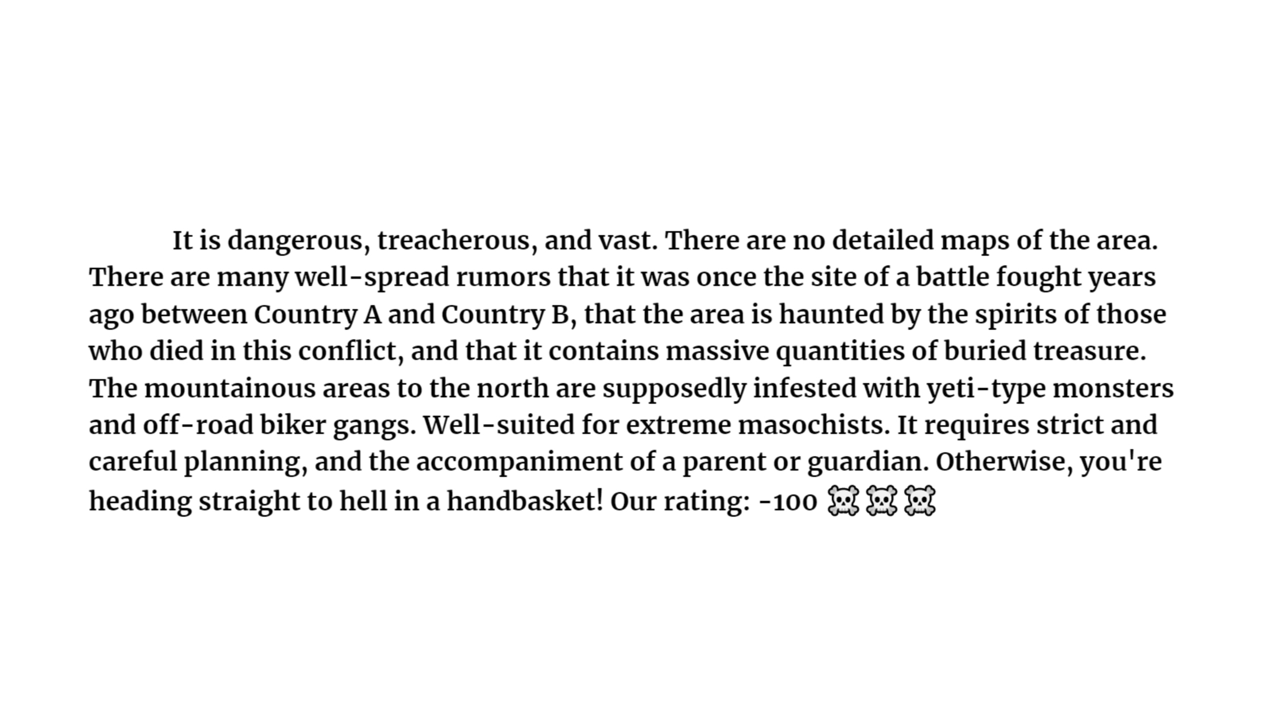 It is dangerous, treacherous, and vast. There are no detailed maps of the area.
There are many well-spread rumors that it was once the site of a battle fought years
ago between Country A and Country B, that the area is haunted by the spirits of those
who died in this conflict, and that it contains massive quantities of buried treasure.
The mountainous areas to the north are supposedly infested with yeti-type monsters
and off-road biker gangs. Well-suited for extreme masochists. It requires strict and
careful planning, and the accompaniment of a parent or guardian. Otherwise, you're
heading straight to hell in a handbasket! Our rating: -100 ☠️☠️☠️